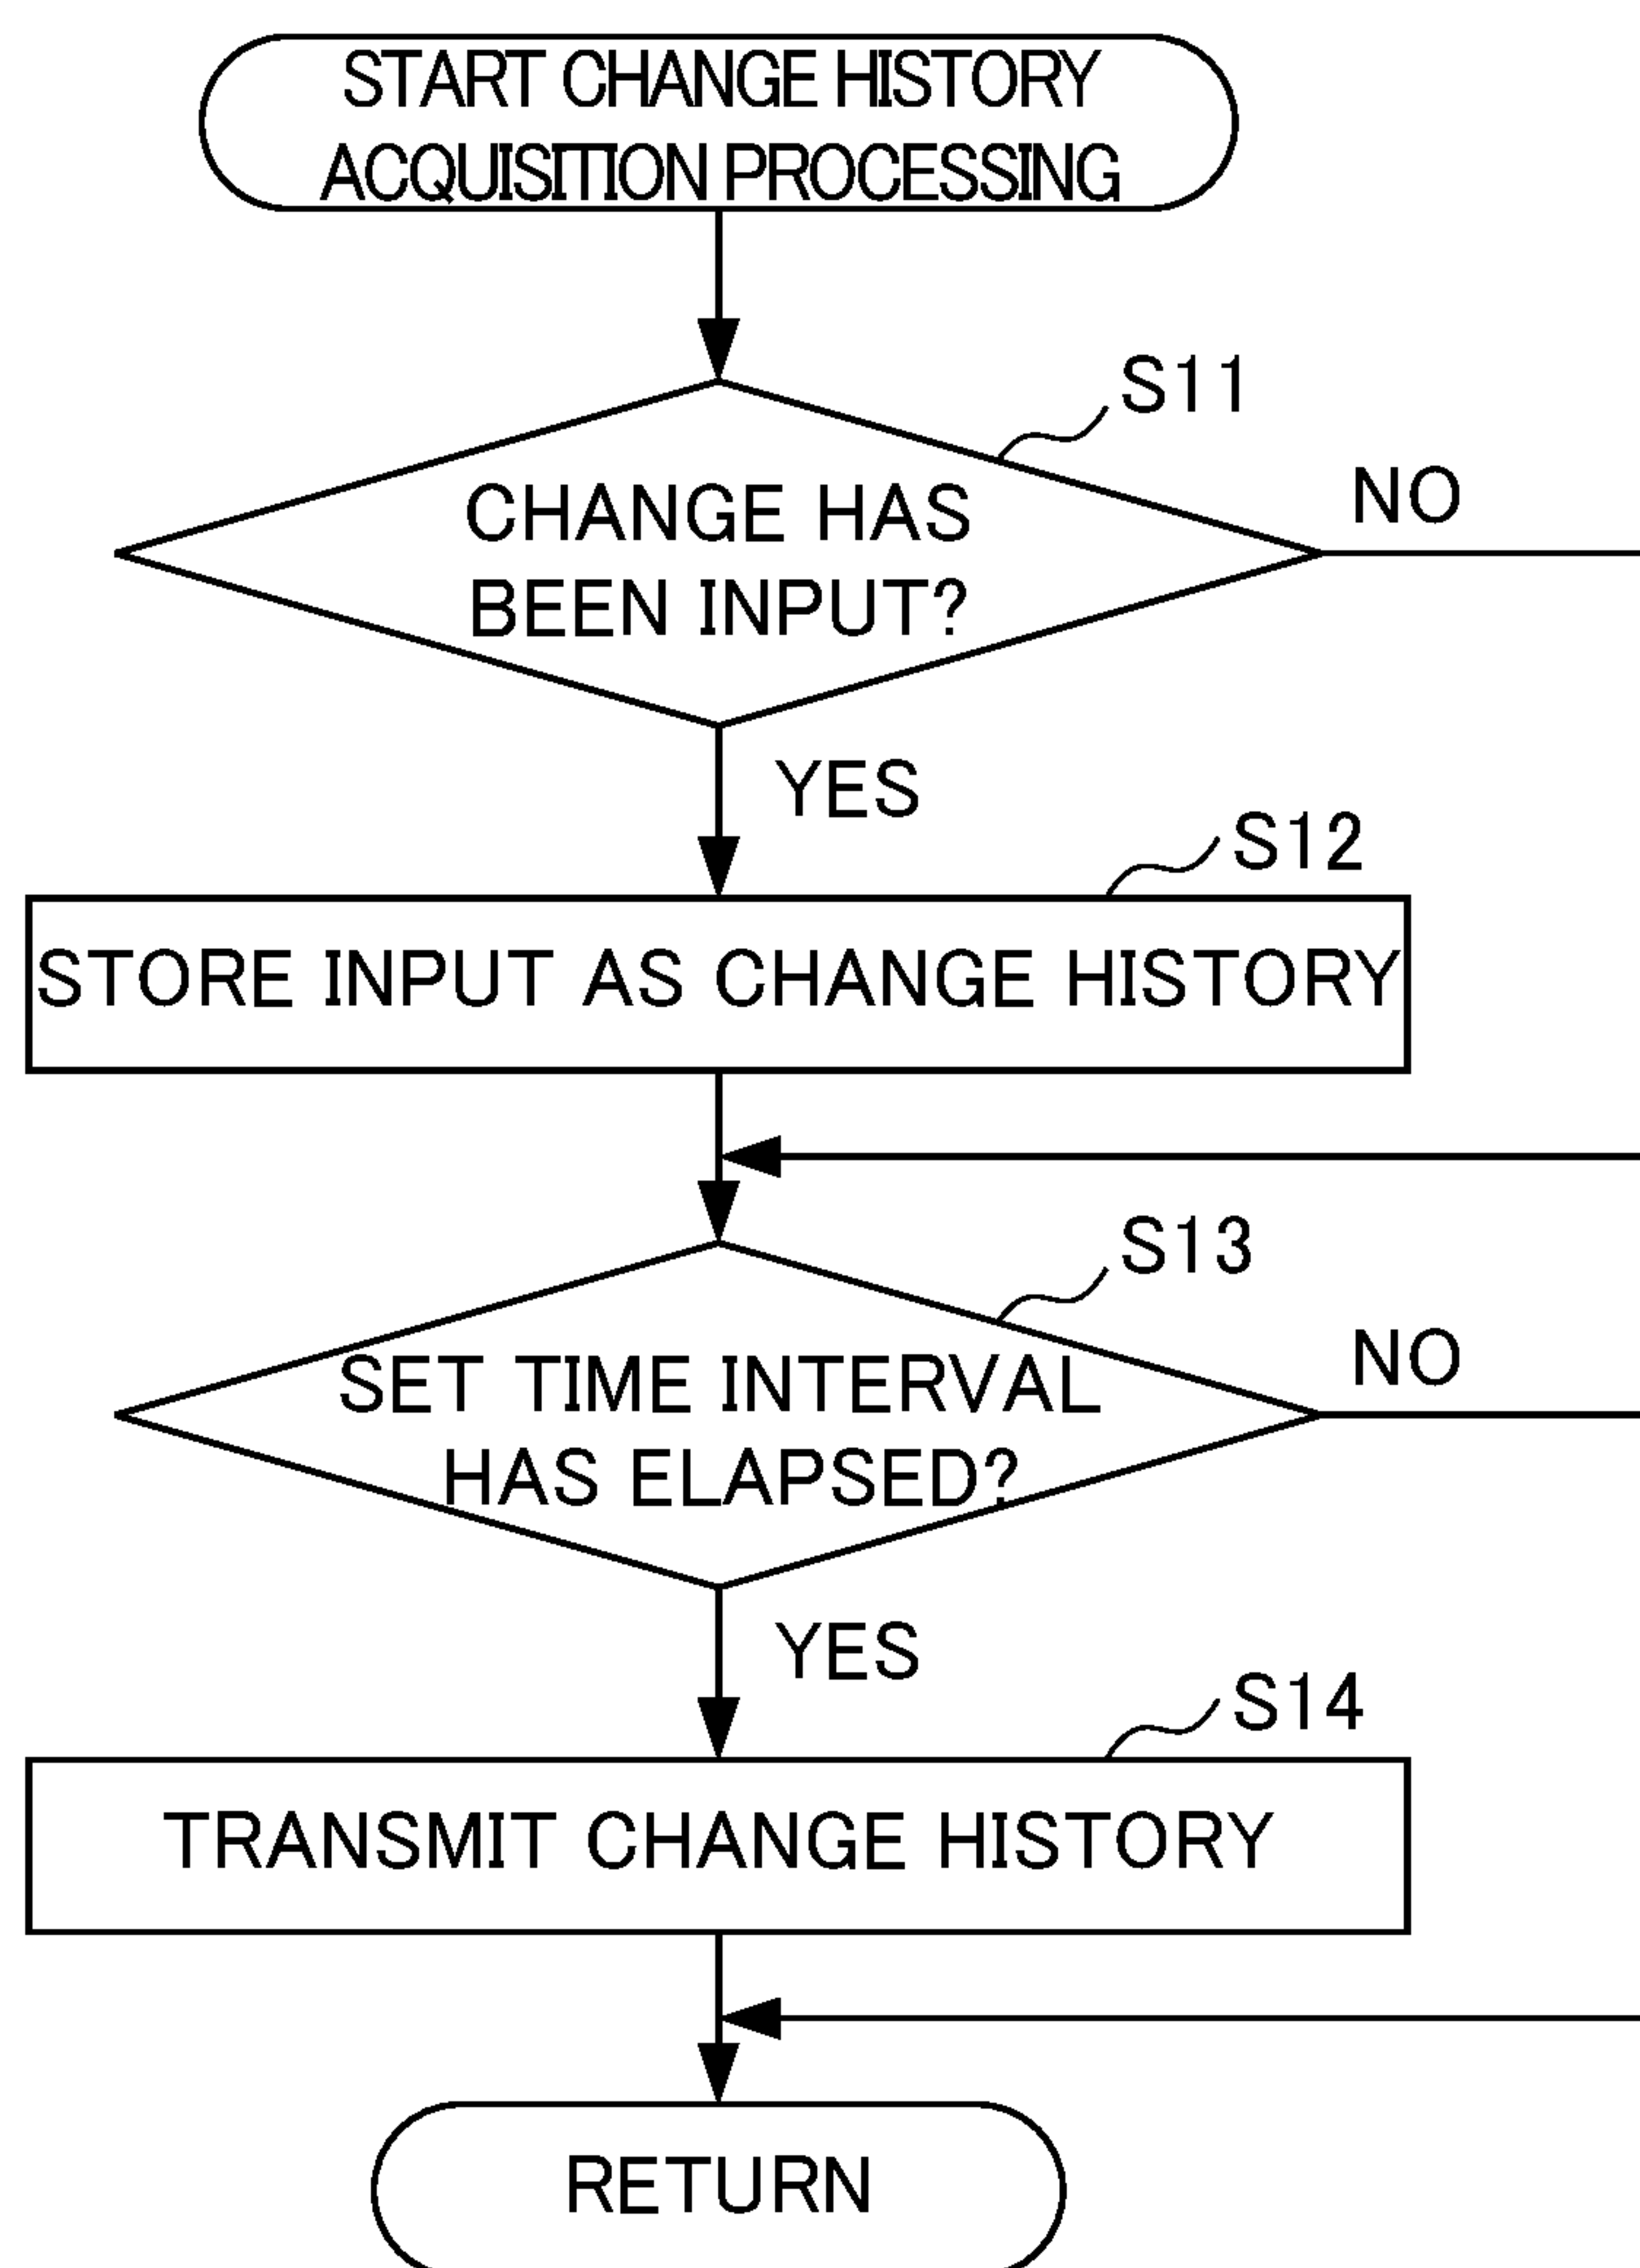 START CHANGE HISTORY
ACQUISITION PROCESSING
S11
CHANGE HAS
BEEN INPUT?
NO
YES
S12
STORE INPUT AS CHANGE HISTORY
S13
SET TIME INTERVAL
HAS ELAPSED?
NO
YES
S14
TRANSMIT CHANGE HISTORY
RETURN